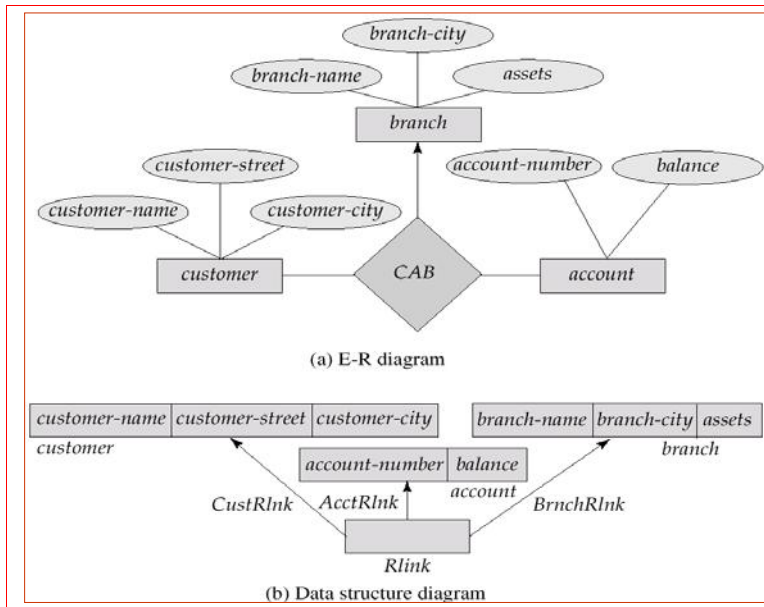 branch-city
branch-name
assets
branch
customer-street
account-number
balance
customer-name
customer-city
customer
CAB
account
(a) E-R diagram
customer-name customer-street customer-city
customer
branch-name branch-city assets
branch
account-number balance
account
CustRlnk
AcctRlnk
BrnchRlnk
Rlink
(b) Data structure diagram